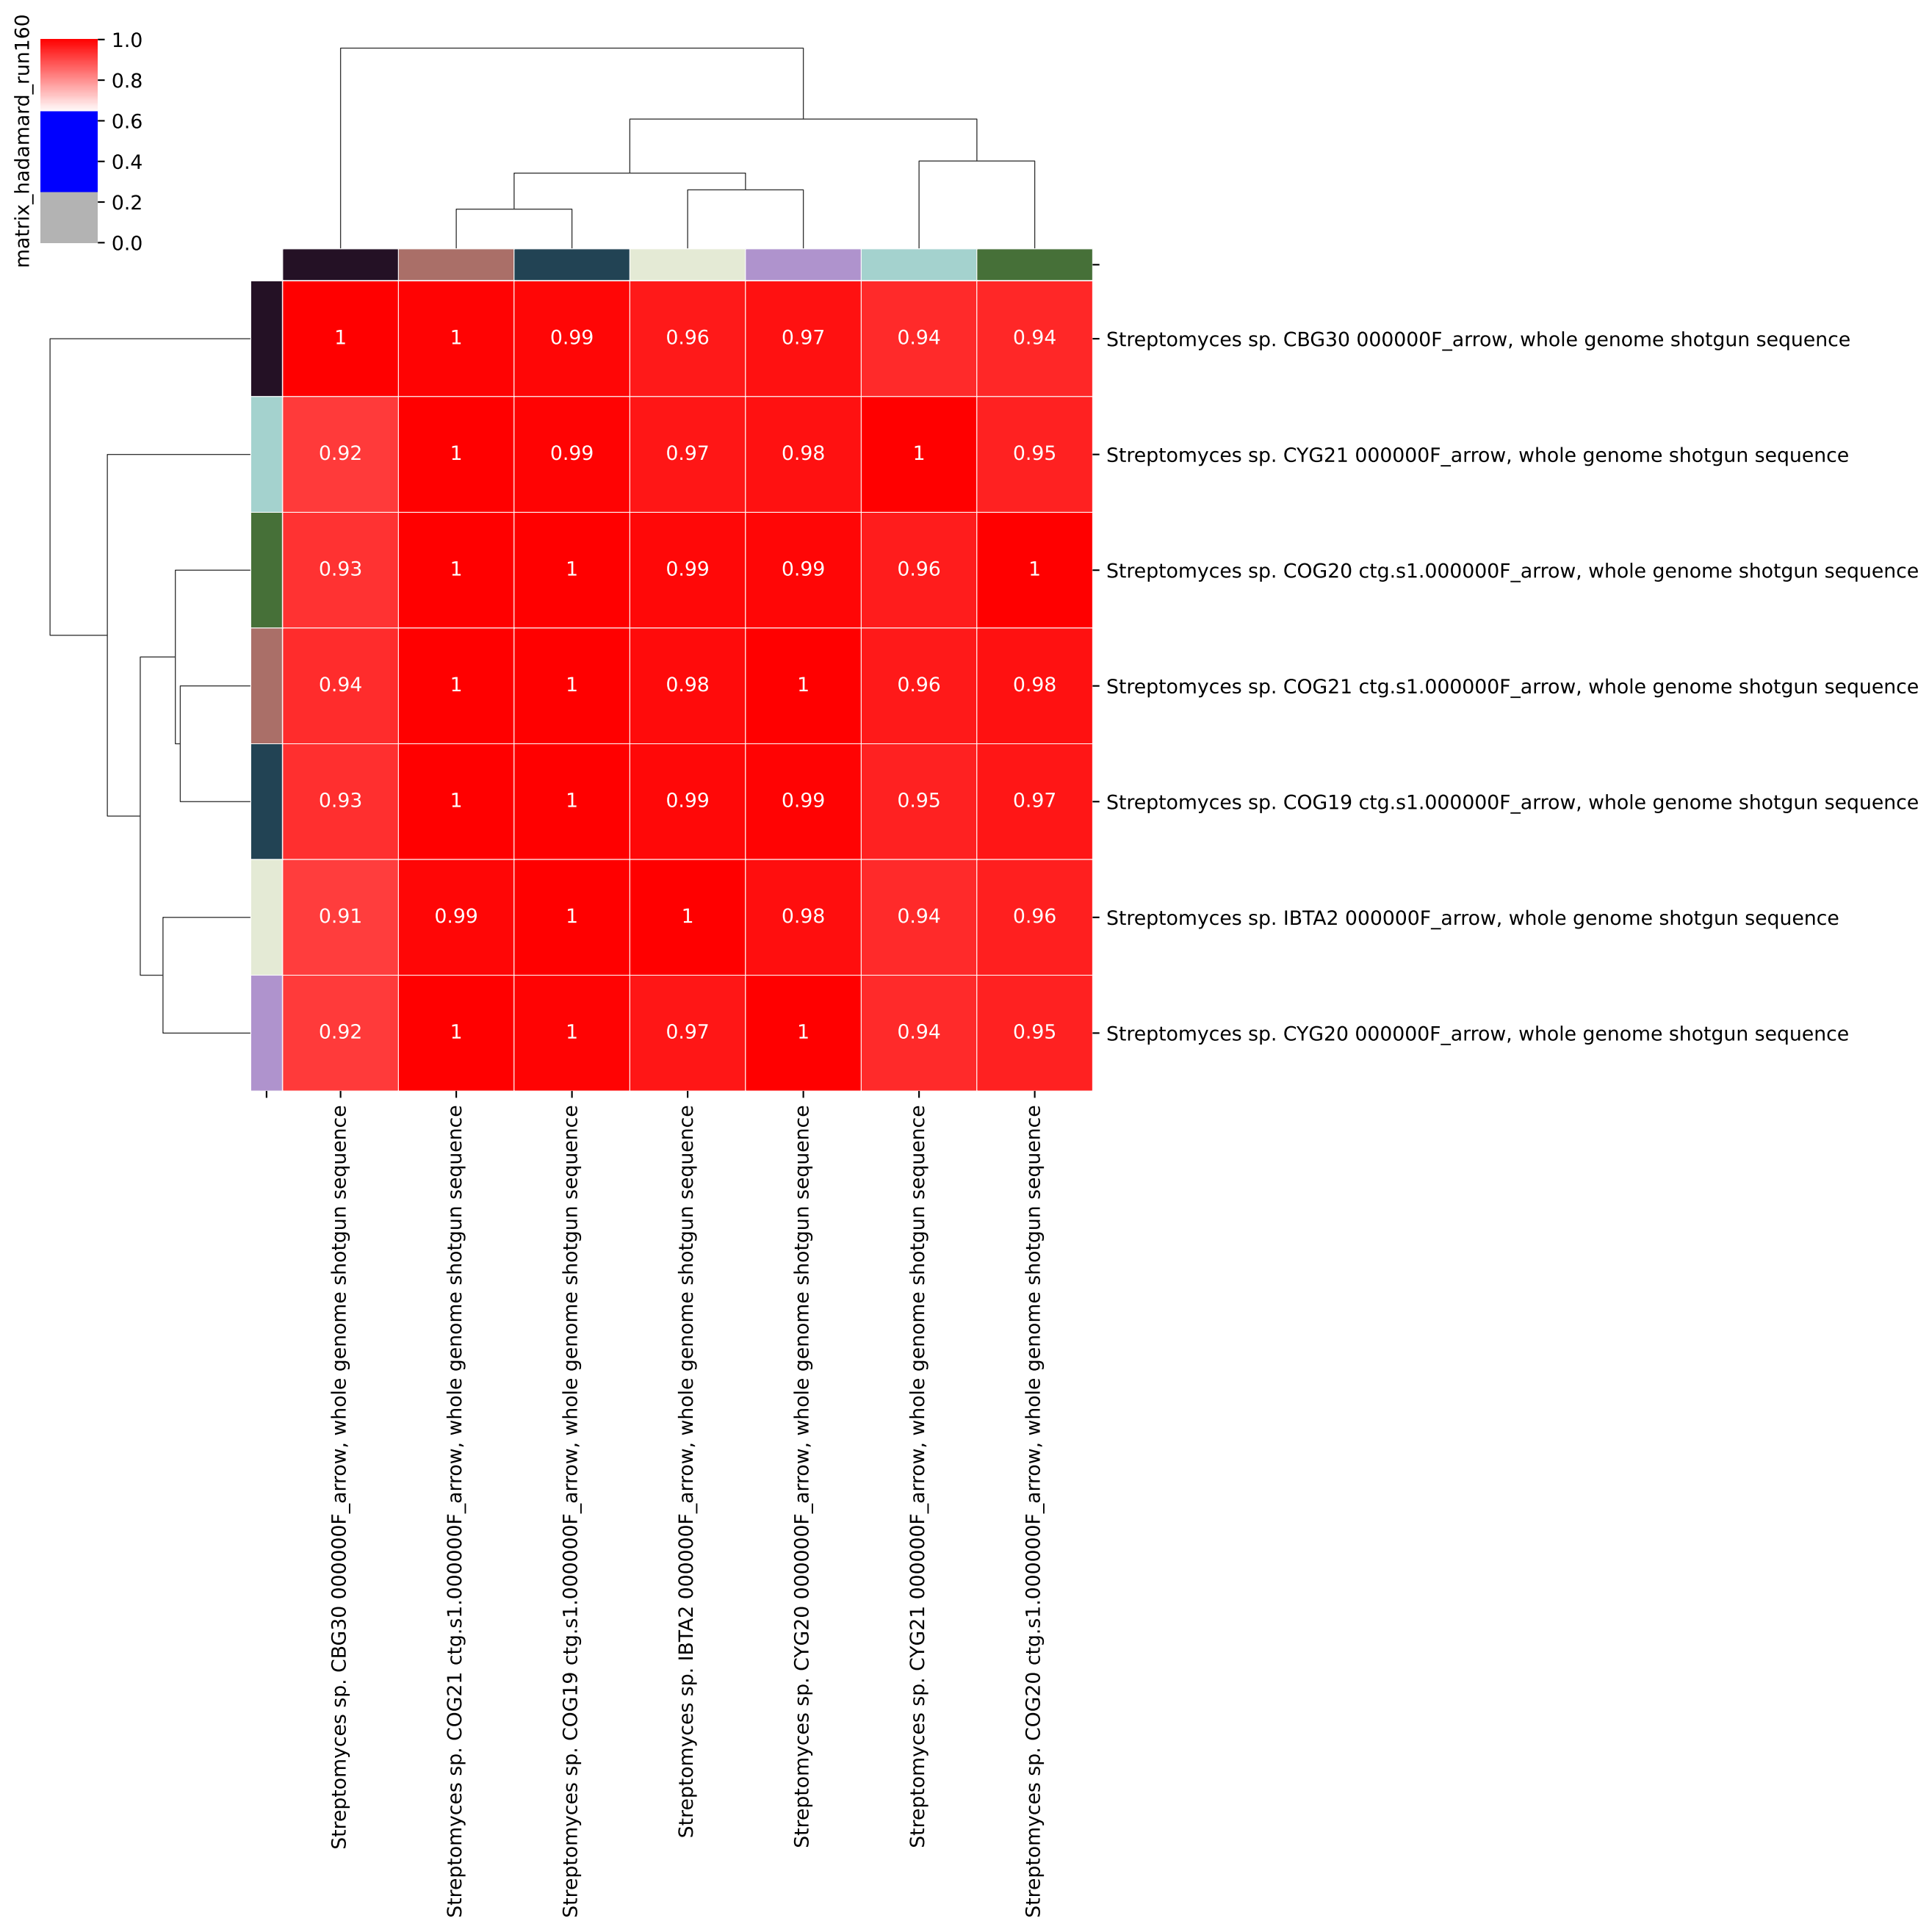 matrix_hadamard_run160
1.0
0.8
0.6
0.4
0.2
0.0
1 1 0.99 0.96 0.97 0.94 0.94 Streptomyces sp. CBG30 000000F_arrow, whole genome shotgun sequence
0.92 1 0.99 0.97 0.98 1 0.95 Streptomyces sp. CYG21 000000F_arrow, whole genome shotgun sequence
0.93 1 1 0.99 0.99 0.96 1 Streptomyces sp. COG20 ctg.s1.000000F_arrow, whole genome shotgun sequence
0.94 1 1 0.98 1 0.96 0.98 Streptomyces sp. COG21 ctg.s1.000000F_arrow, whole genome shotgun sequence
0.93 1 1 0.99 0.99 0.95 0.97 Streptomyces sp. COG19 ctg.s1.000000F_arrow, whole genome shotgun sequence
0.91 0.99 1 1 0.98 0.94 0.96 Streptomyces sp. IBTA2 000000F_arrow, whole genome shotgun sequence
0.92 1 1 0.97 1 0.94 0.95 Streptomyces sp. CYG20 000000F_arrow, whole genome shotgun sequence
Streptomyces sp. CBG30 000000F_arrow, whole genome shotgun sequence
Streptomyces sp. COG21 ctg.s1.000000F_arrow, whole genome shotgun sequence
Streptomyces sp. COG19 ctg.s1.000000F_arrow, whole genome shotgun sequence
Streptomyces sp. IBTA2 000000F_arrow, whole genome shotgun sequence
Streptomyces sp. CYG20 000000F_arrow, whole genome shotgun sequence
Streptomyces sp. CYG21 000000F_arrow, whole genome shotgun sequence
Streptomyces sp. COG20 ctg.s1.000000F_arrow, whole genome shotgun sequence